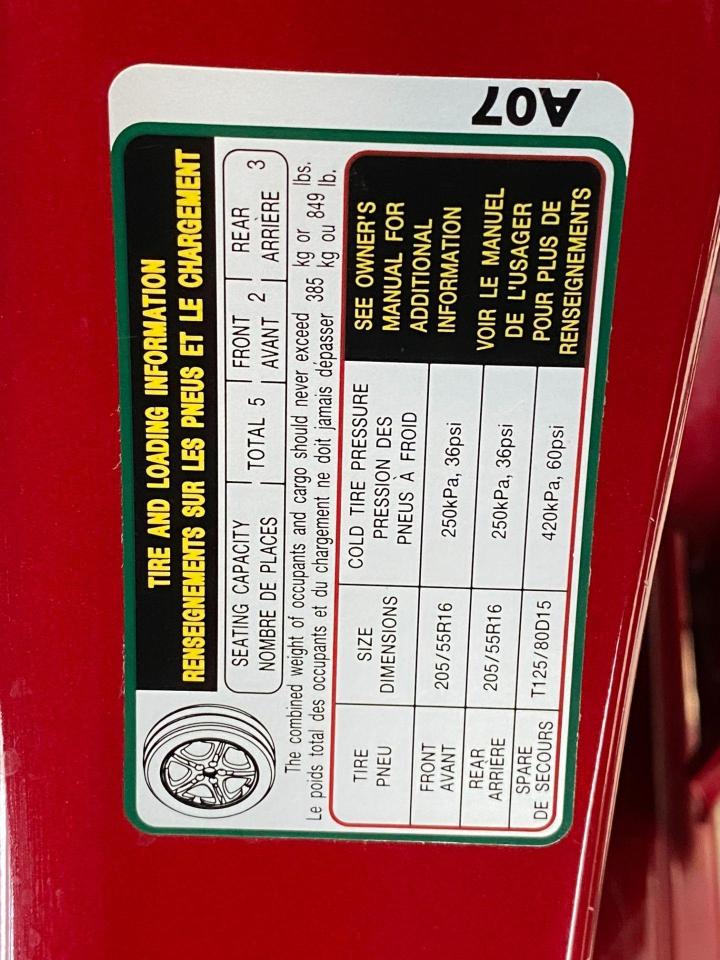 A07
TIRE AND LOADING INFORMATION
RENSEIGNEMENTS SUR LES PNEUS ET LE CHARGEMENT
SEATING CAPACITY
NOMBRE DE PLACES
TOTAL 5
FRONT
AVANT 2
REAR
ARRIÈRE 3
The combined weight of occupants and cargo should never exceed 385 kg or 849 lbs.
Le poids total des occupants et du chargement ne doit jamais dépasser 385 kg ou 849 lb.
TIRE
PNEU
SIZE
DIMENSIONS
COLD TIRE PRESSURE
PRESSION DES
PNEUS À FROID
FRONT
AVANT
205/55R16
250kPa, 36psi
REAR
ARRIÈRE
205/55R16
250kPa, 36psi
SPARE
DE SECOURS
T125/80D15
420kPa, 60psi
SEE OWNER'S
MANUAL FOR
ADDITIONAL
INFORMATION
VOIR LE MANUEL
DE L'USAGER
POUR PLUS DE
RENSEIGNEMENTS